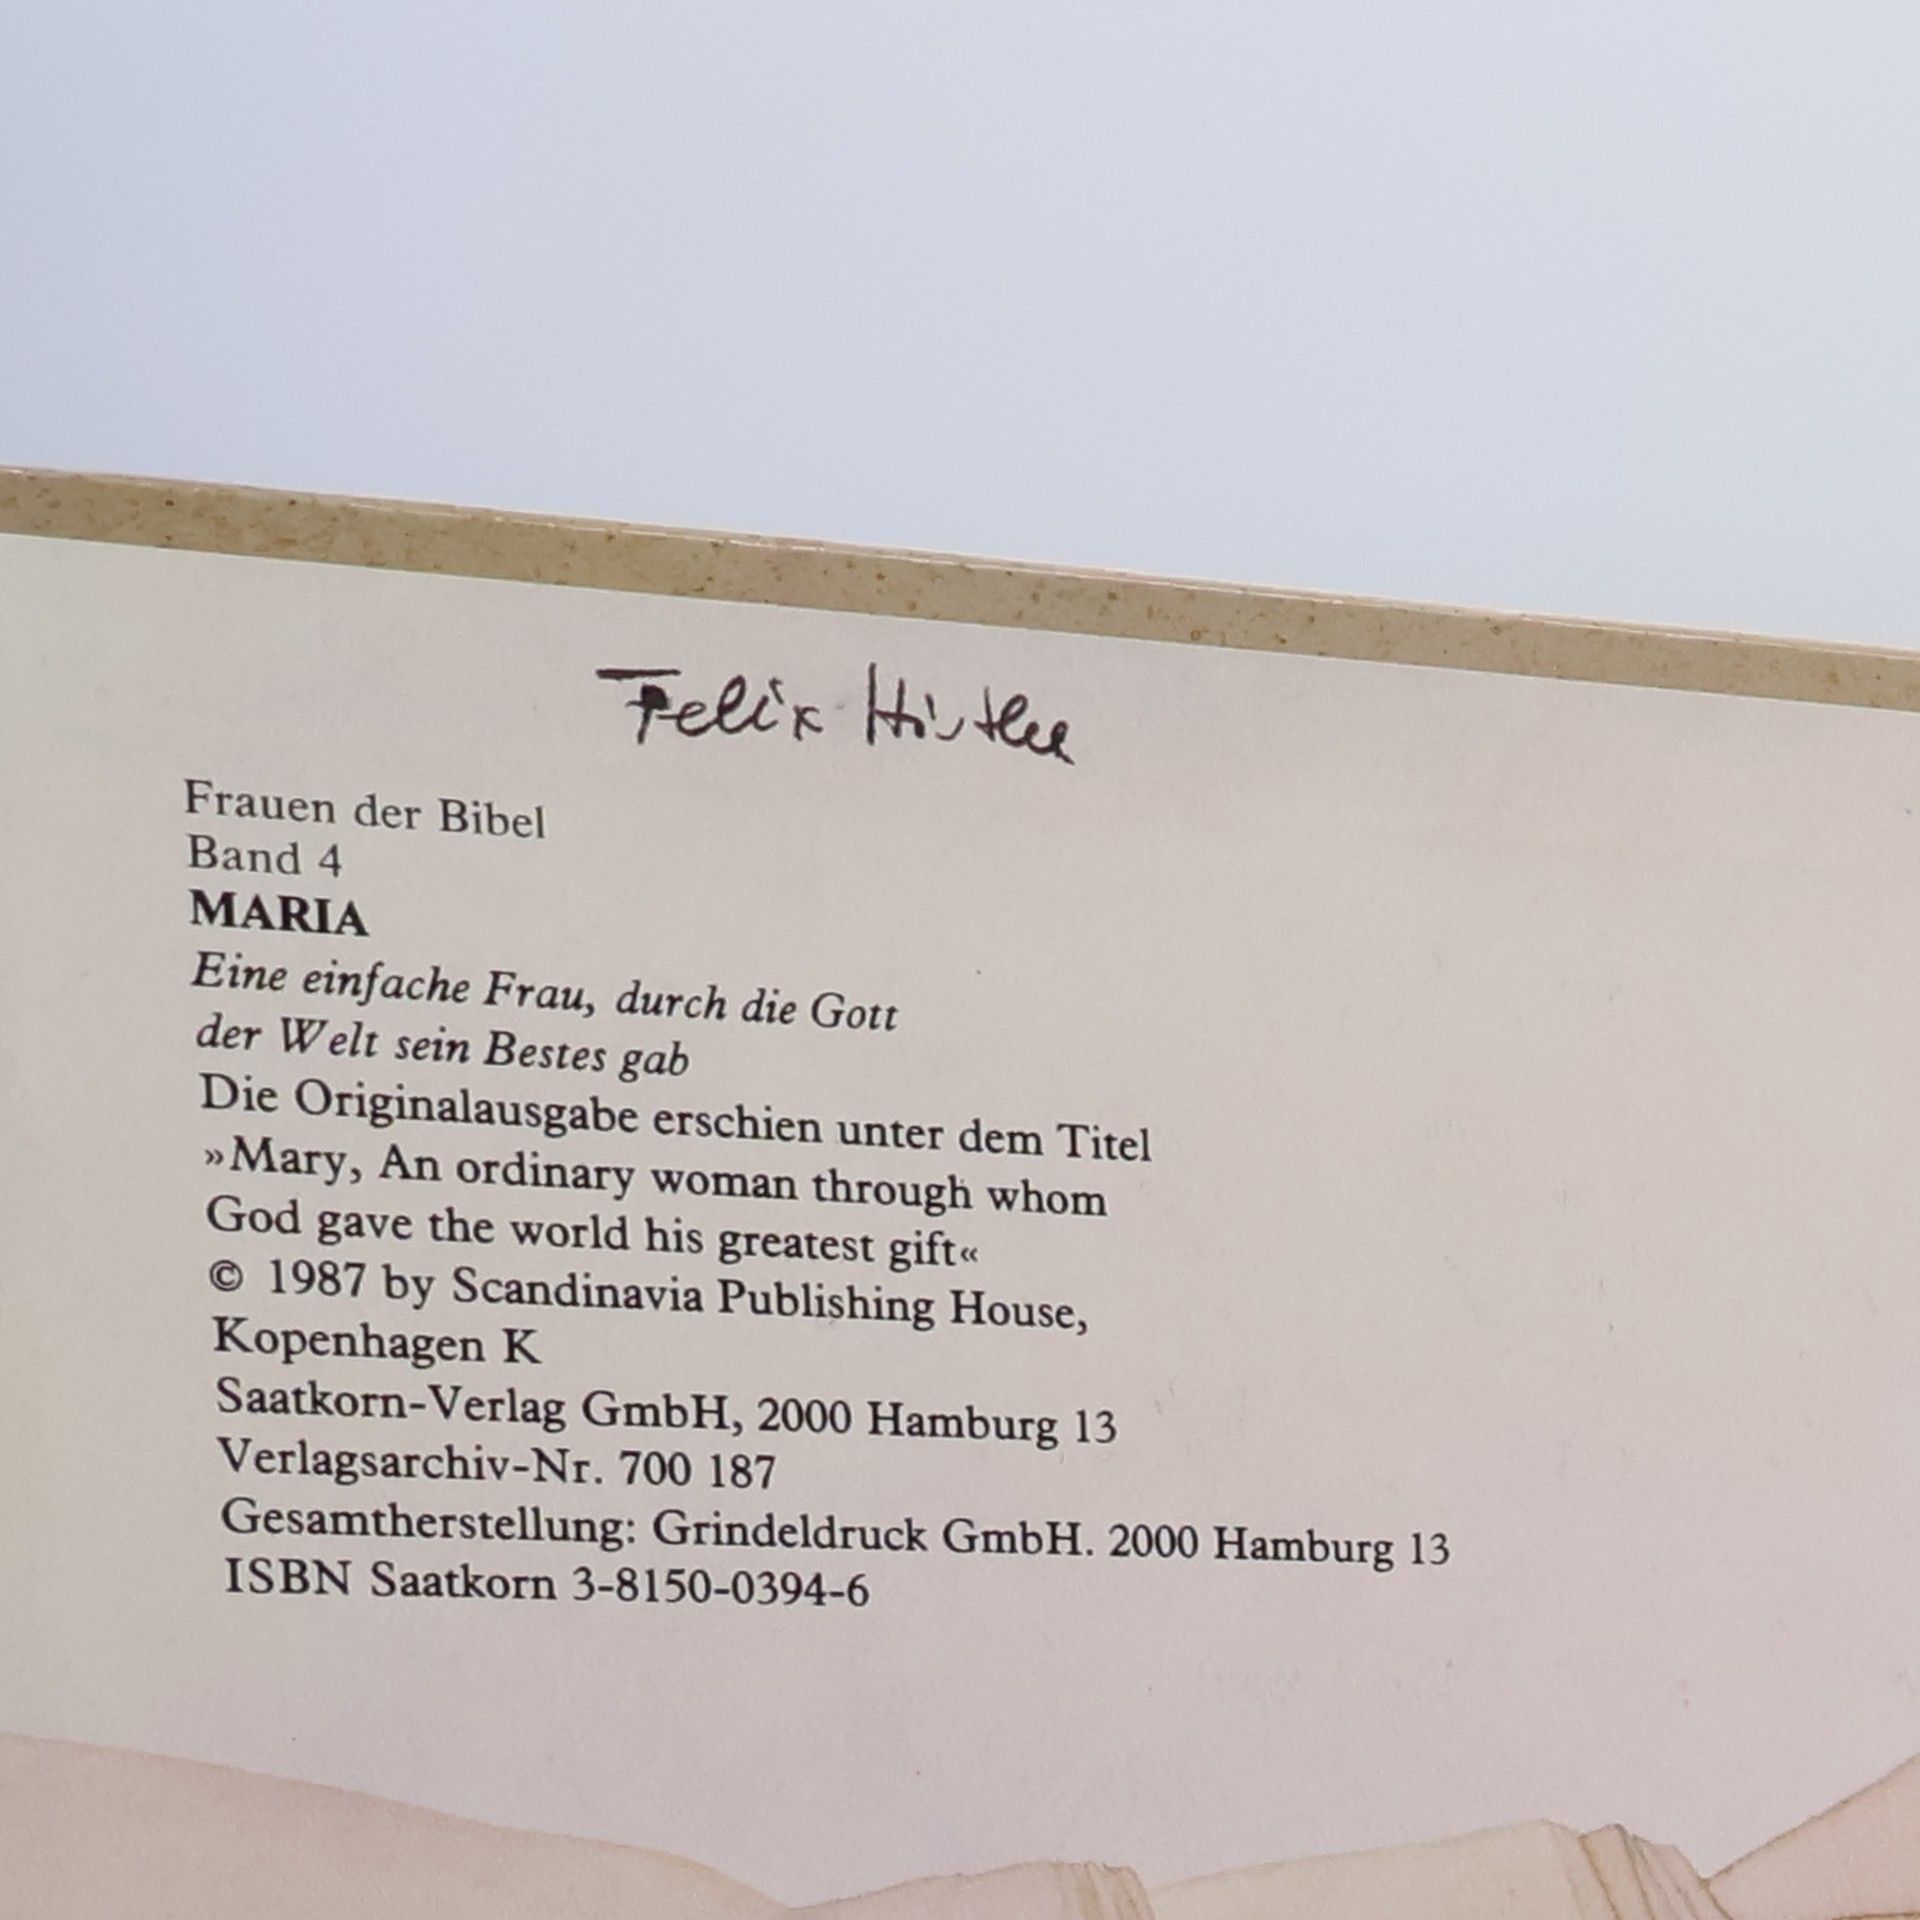 Felix
Frauen der Bibel
Band 4
MARIA
Eine einfache Frau, durch die Gott
der Welt sein Bestes gab
Die Originalausgabe erschien unter dem Titel
»Mary, An ordinary woman through whom
God gave the world his greatest gift«
© 1987 by Scandinavia Publishing House,
Kopenhagen K
Saatkorn-Verlag GmbH, 2000 Hamburg 13
Verlagsarchiv-Nr. 700 187
Gesamtherstellung: Grindeldruck GmbH. 2000 Hamburg 13
ISBN Saatkorn 3-8150-0394-6